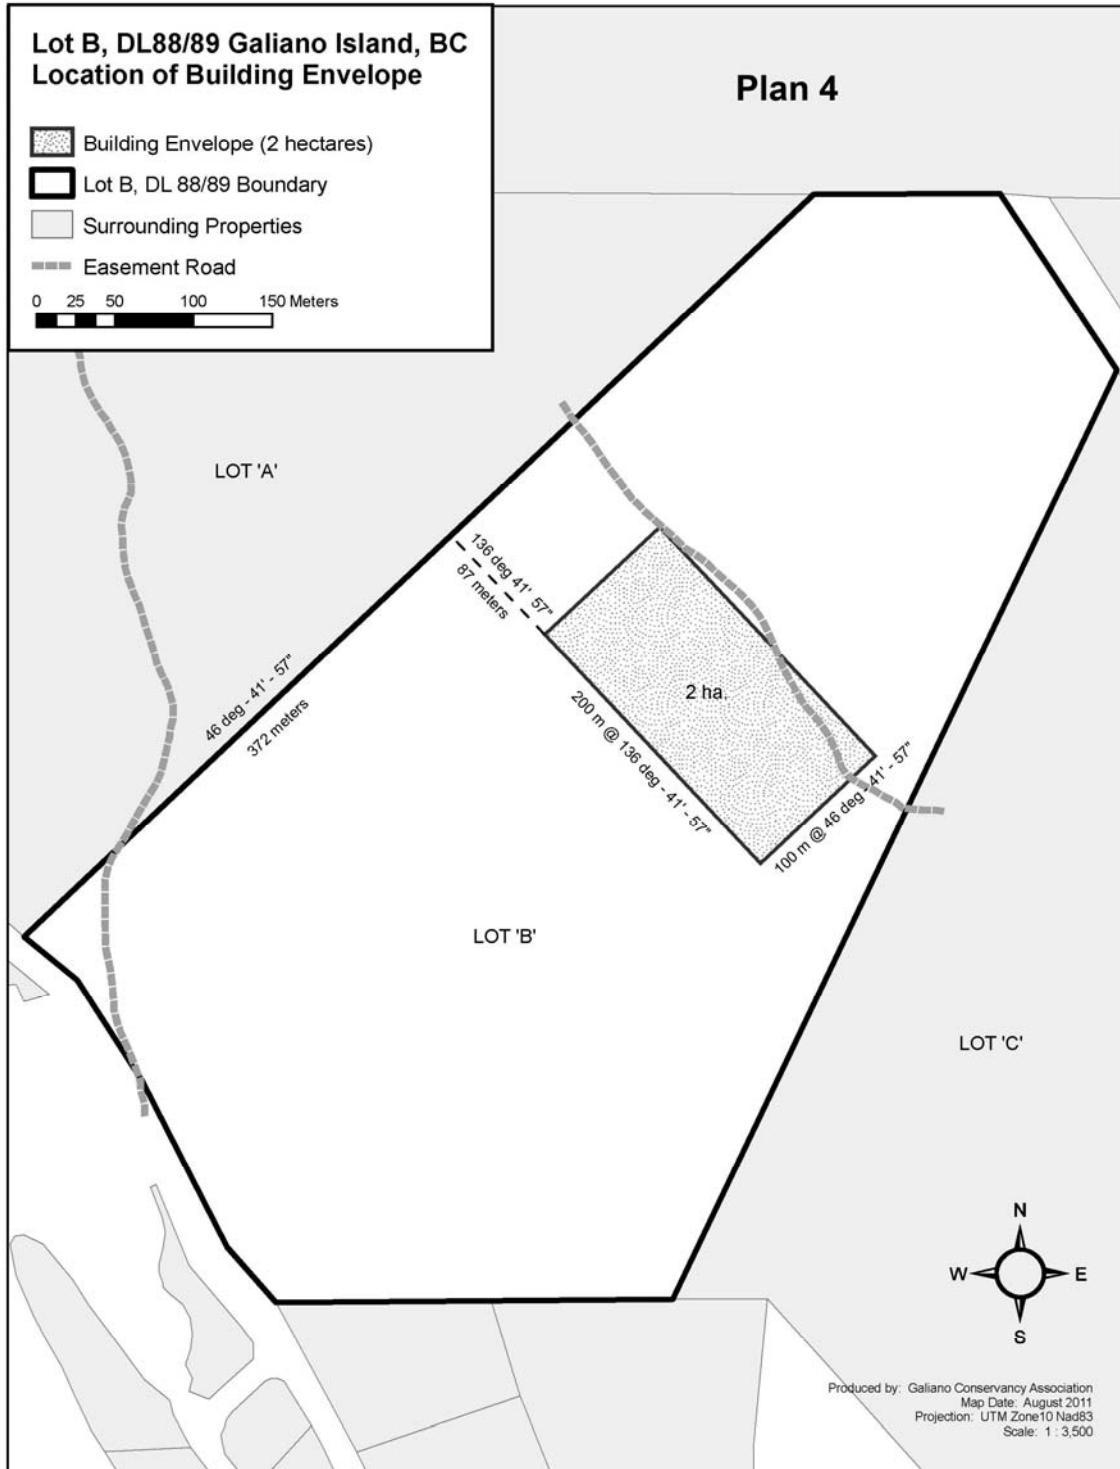 Lot B, DL88/89 Galiano Island, BC
Location of Building Envelope
Building Envelope (2 hectares)
Lot B, DL 88/89 Boundary
Surrounding Properties
Easement Road
0 25 50 100 150 Meters
Plan 4
LOT 'A'
136 deg 41' 57"
87 meters
46 deg - 41' - 57"
372 meters
2 ha.
200 m @ 136 deg - 41' - 57"
100 m @ 46 deg - 41' - 57"
LOT 'B'
LOT 'C'
N
W E
S
Produced by: Galiano Conservancy Association
Map Date: August 2011
Projection: UTM Zone10 Nad83
Scale: 1 : 3,500